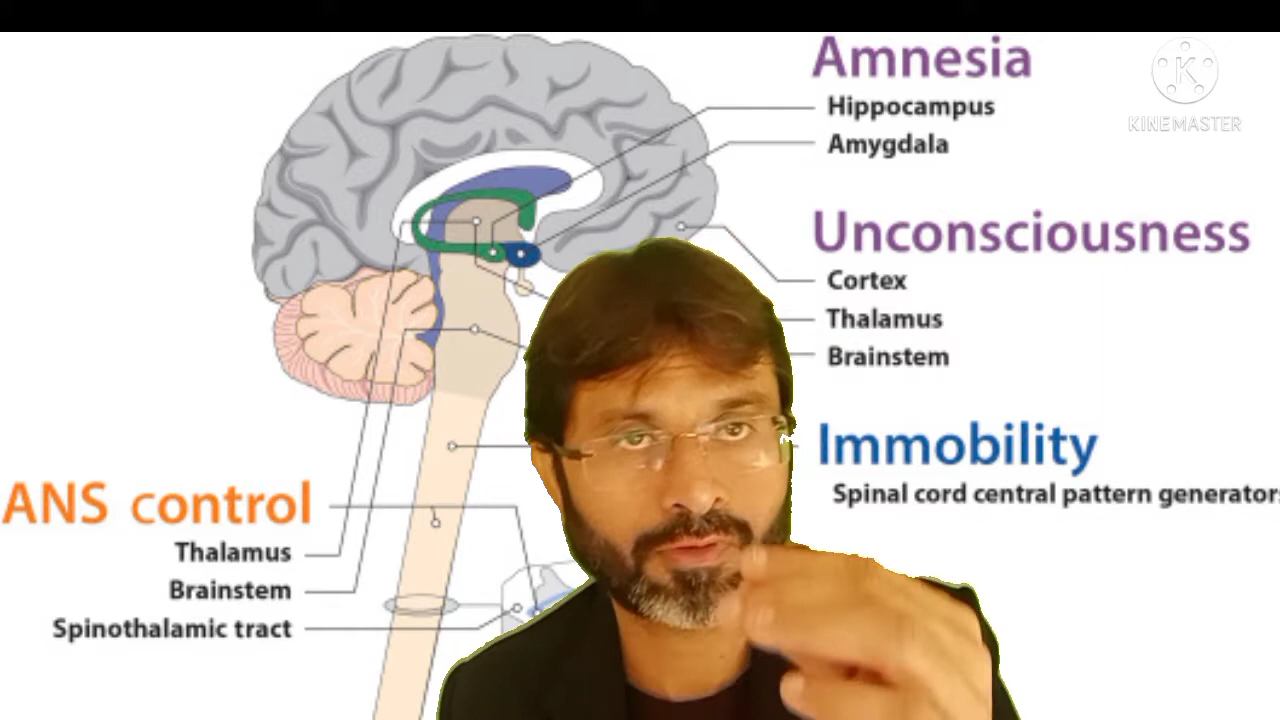 Amnesia
Hippocampus
Amygdala
K
KINEMASTER
Unconsciousness
Cortex
Thalamus
Brainstem
Immobility
Spinal cord central pattern generators
ANS control
Thalamus
Brainstem
Spinothalamic tract